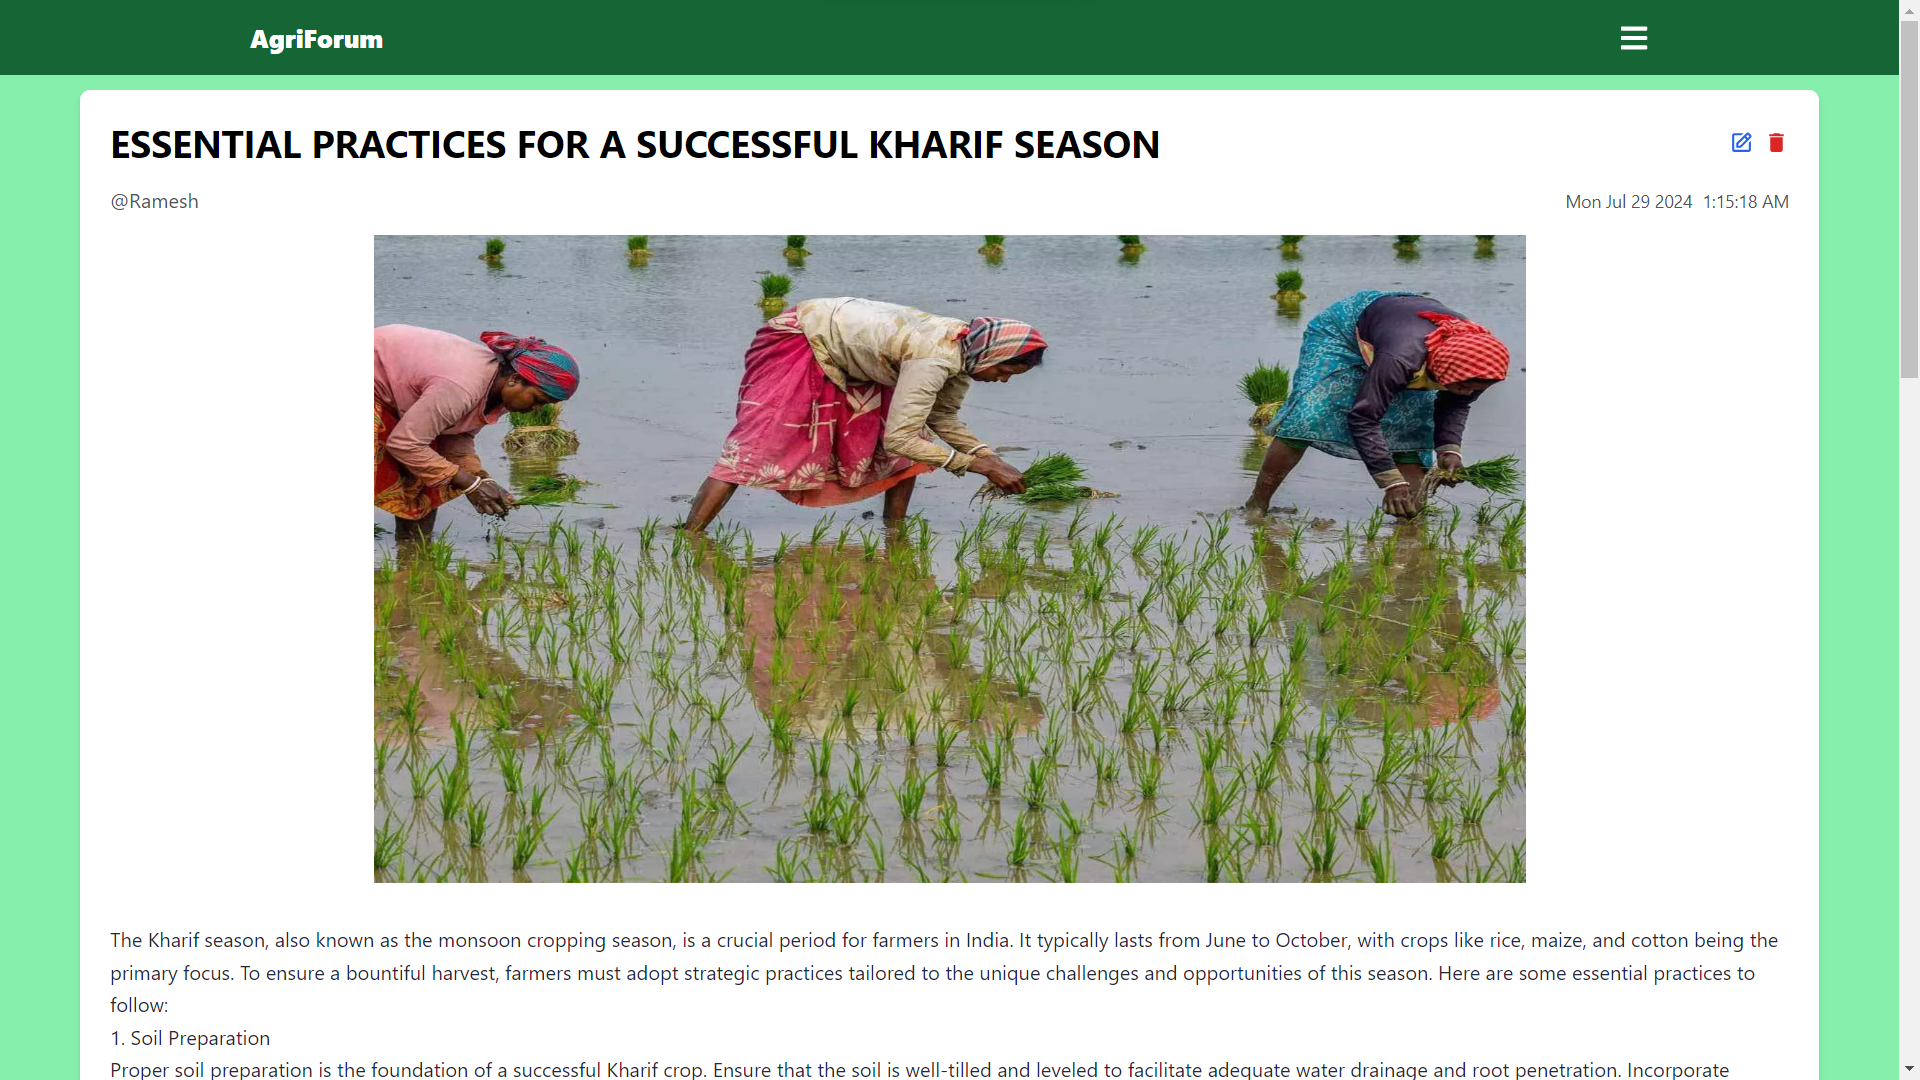 AgriForum
ESSENTIAL PRACTICES FOR A SUCCESSFUL KHARIF SEASON
@Ramesh
Mon Jul 29 2024 1:15:18 AM
The Kharif season, also known as the monsoon cropping season, is a crucial period for farmers in India. It typically lasts from June to October, with crops like rice, maize, and cotton being the
primary focus. To ensure a bountiful harvest, farmers must adopt strategic practices tailored to the unique challenges and opportunities of this season. Here are some essential practices to
follow:
1. Soil Preparation
Proper soil preparation is the foundation of a successful Kharif crop. Ensure that the soil is well-tilled and leveled to facilitate adequate water drainage and root penetration. Incorporate